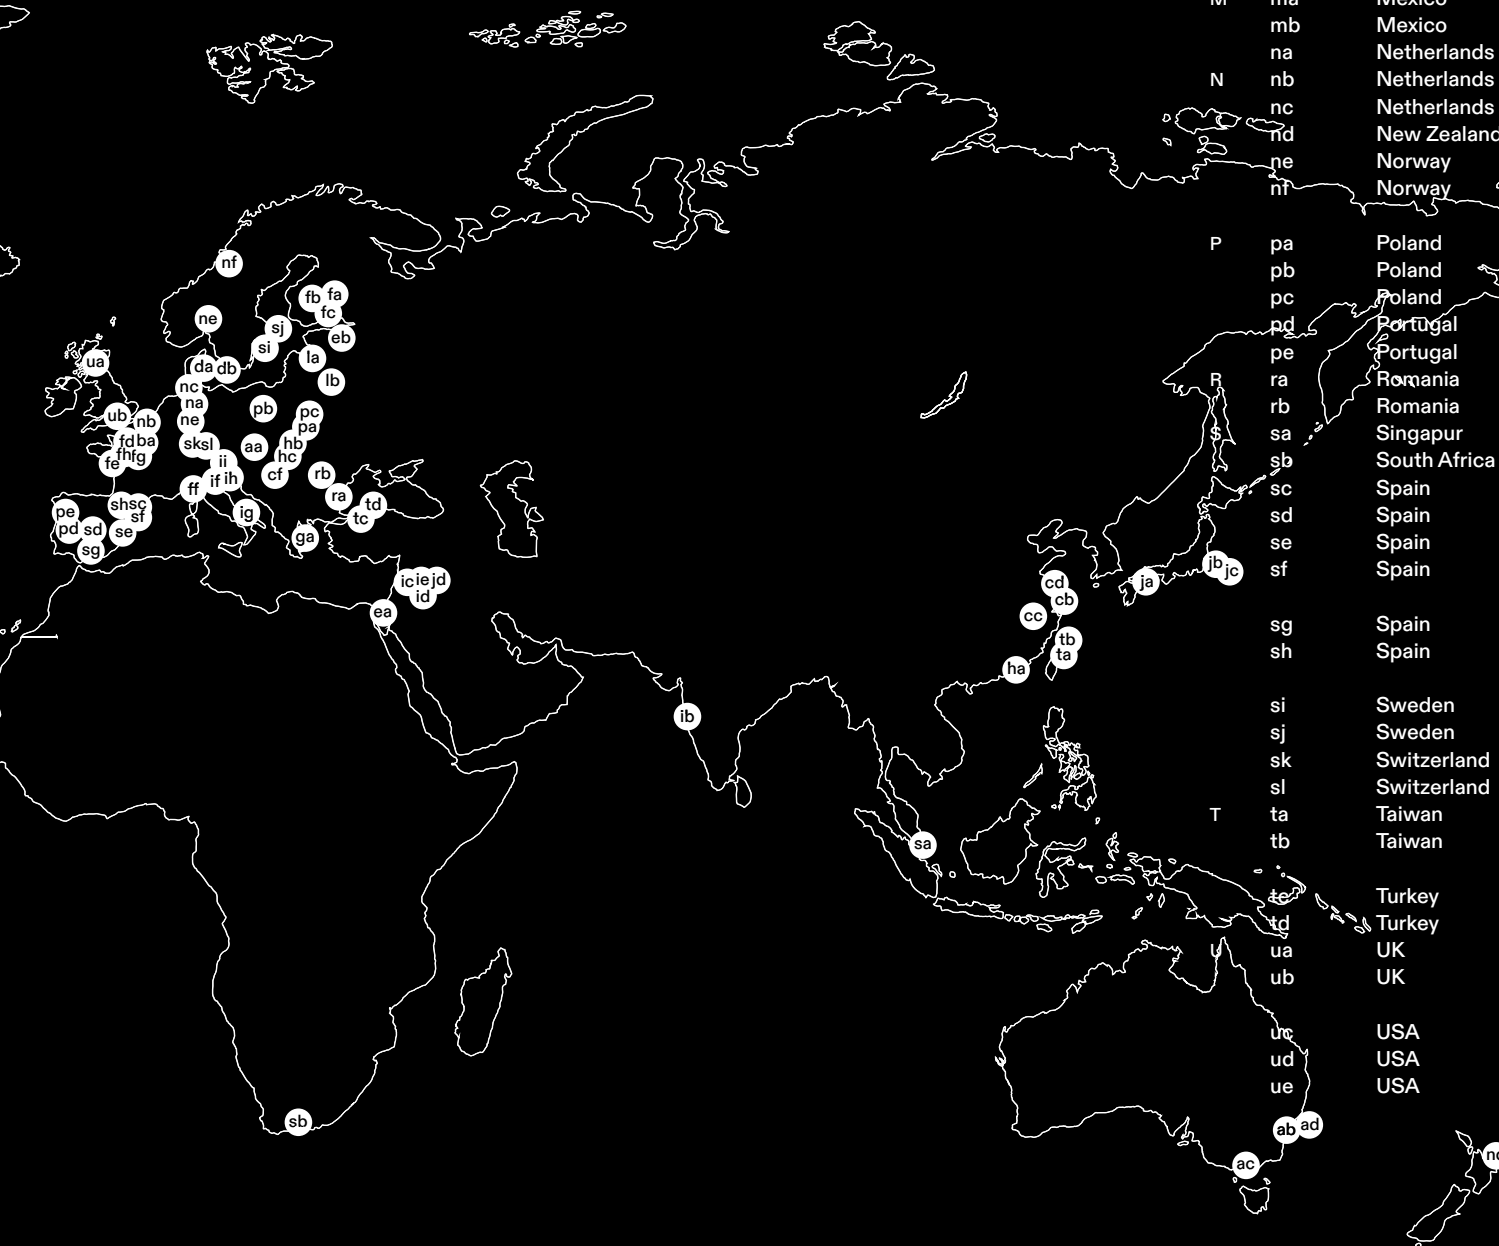 M ma Mexico
mb Mexico
na Netherlands
N nb Netherlands
nc Netherlands
nd New Zealand
ne Norway
nf Norway
P pa Poland
pb Poland
pc Poland
pd Portugal
pe Portugal
R ra Romania
rb Romania
S sa Singapur
sb South Africa
sc Spain
sd Spain
se Spain
sf Spain
sg Spain
sh Spain
si Sweden
sj Sweden
sk Switzerland
sl Switzerland
T ta Taiwan
tb Taiwan
tc Turkey
td Turkey
U ua UK
ub UK
uc USA
ud USA
ue USA
nf
fb fa
fc
ne
sj
eb
si
la
ua
da db
lb
nc
na
pb
ub
nb
ne
pc
pa
fd ba
sk sl
aa
hb
fh fg
hc
fe
ii
cf
rb
if ih
ff
ra
sh sc
td
pe
sf
ig
tc
pd sd
se
ga
sg
ic ie jd
id
ea
jb
jc
ja
cd
cb
cc
tb
ta
ha
ib
sa
sb
ab ad
ac